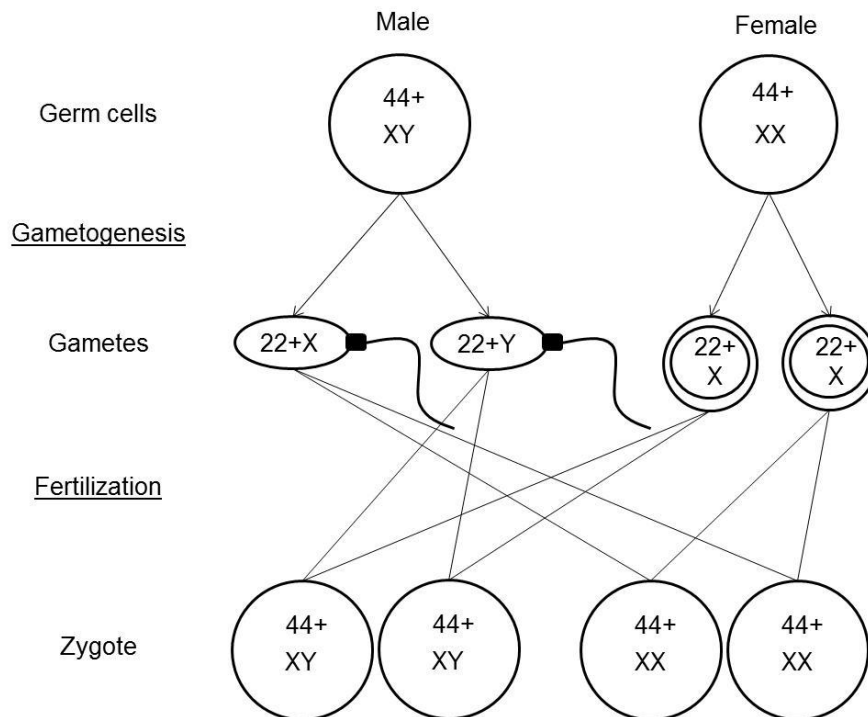 Male
Female
Germ cells
44+
XY
44+
XX
Gametogenesis
Gametes
22+X
22+Y
22+
X
22+
X
Fertilization
Zygote
44+
XY
44+
XY
44+
XX
44+
XX